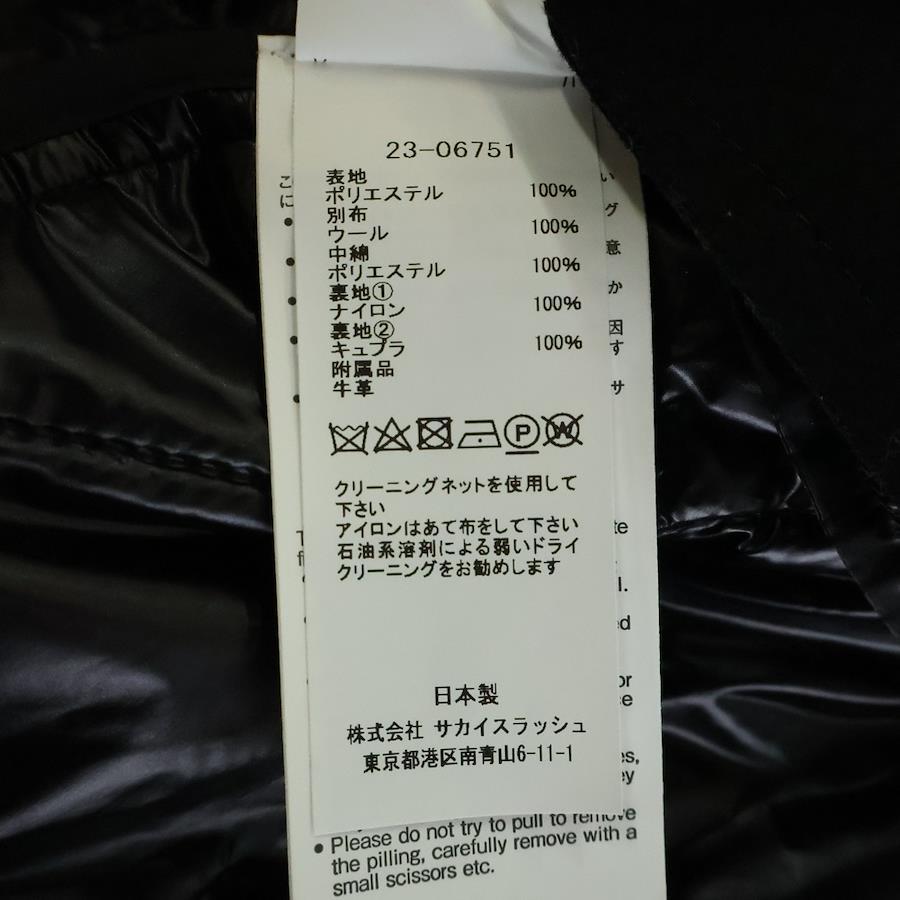 23-06751
表地
ポリエステル 100%
別布
ウール 100%
中綿
ポリエステル 100%
裏地①
ナイロン 100%
裏地②
キュプラ 100%
附属品
牛革
P W
クリーニングネットを使用して
下さい
アイロンはあて布をして下さい
石油系溶剤による弱いドライ
クリーニングをお勧めします
日本製
株式会社 サカイスラッシュ
東京都港区南青山6-11-1
• Please do not try to pull to remove
the pilling, carefully remove with a
small scissors etc.